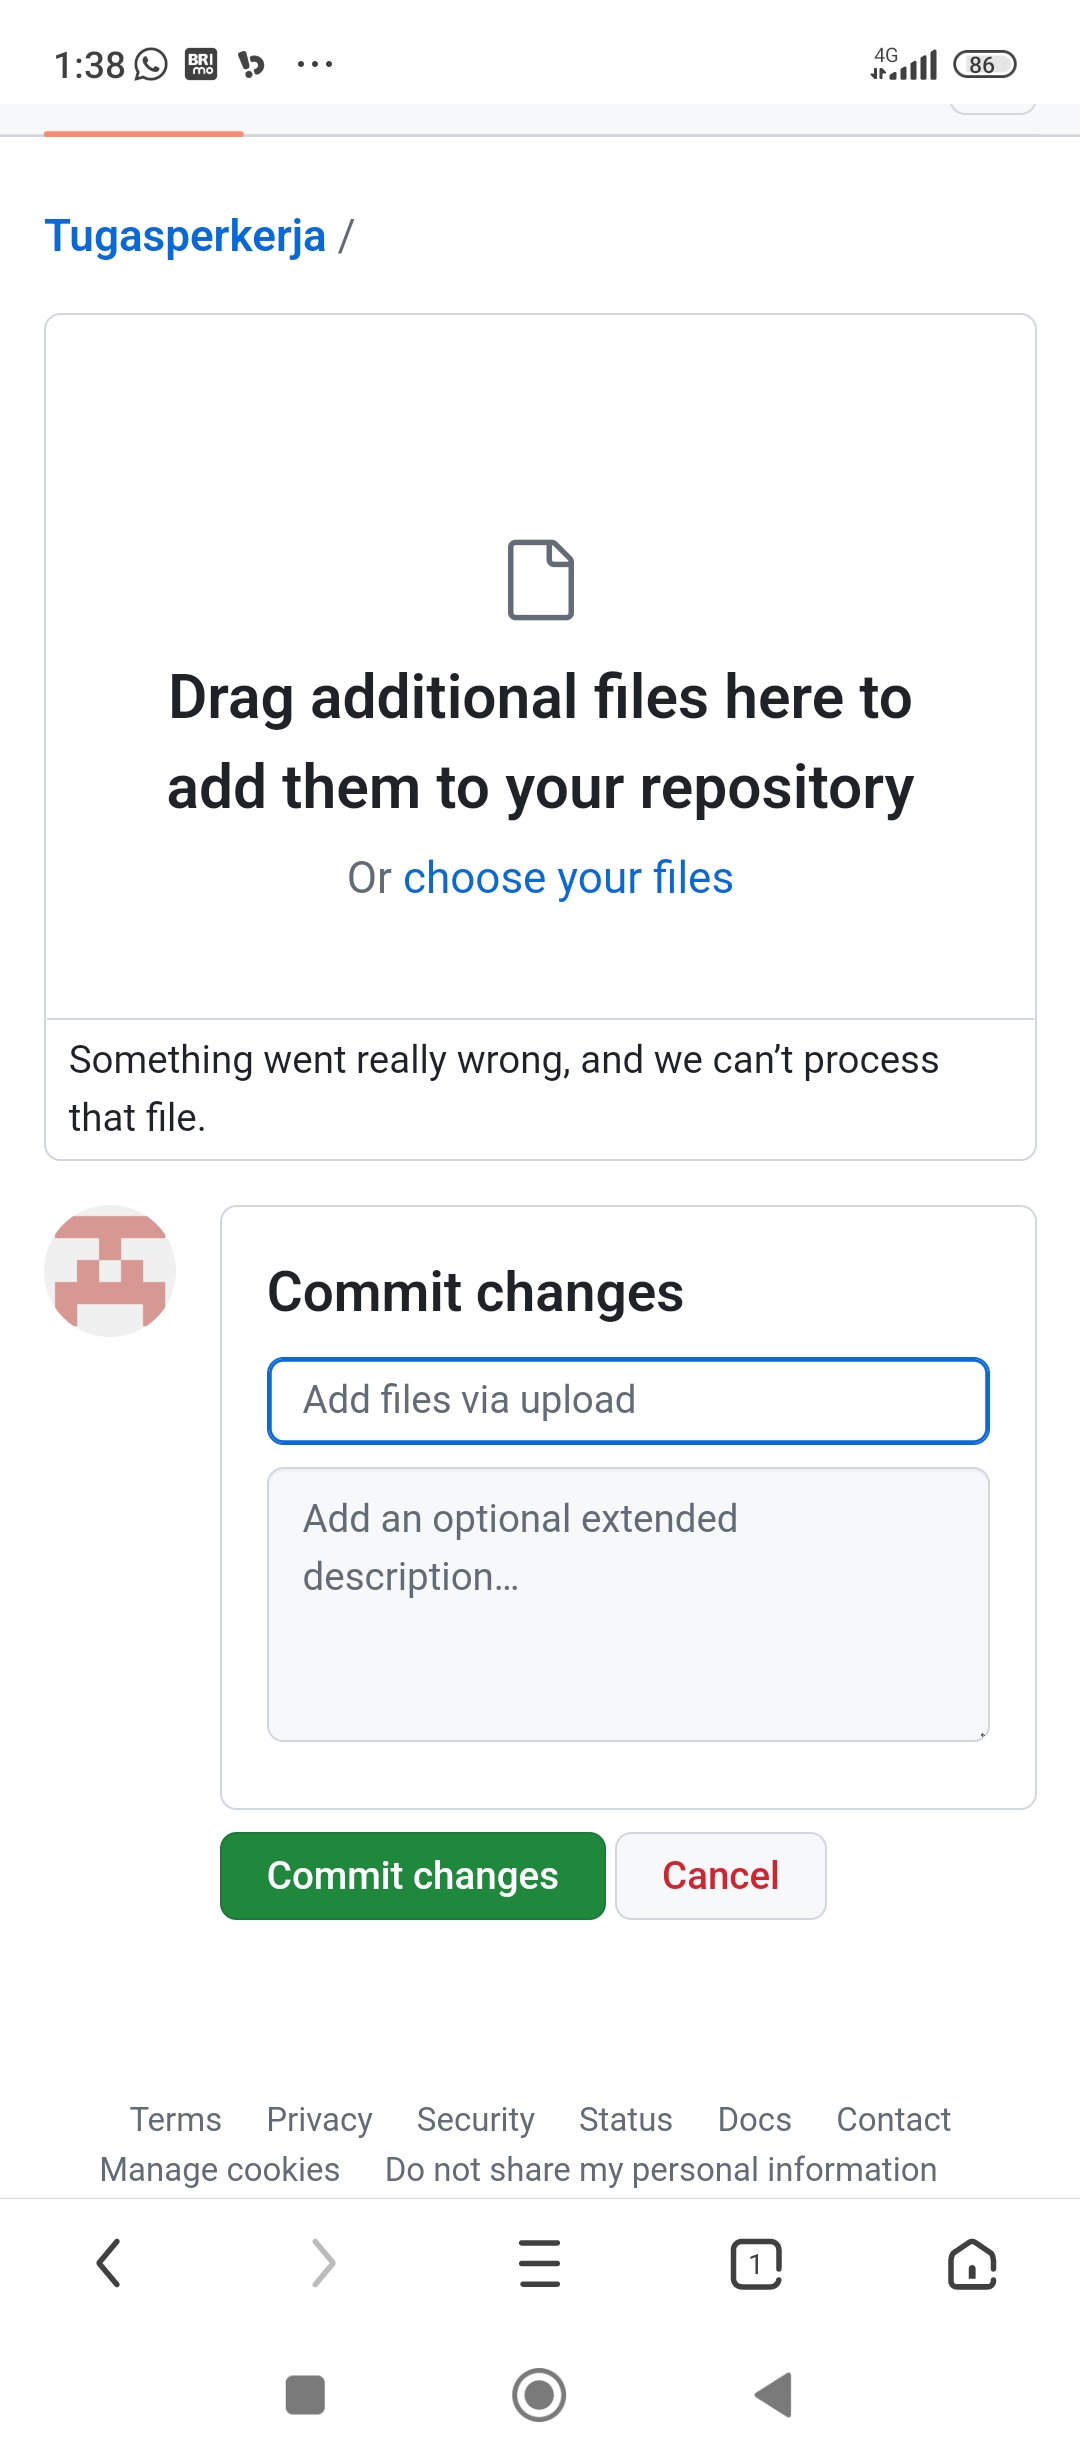 1:38 BRI mo ... 4G 86
Tugasperkerja /
Drag additional files here to
add them to your repository
Or choose your files
Something went really wrong, and we can’t process
that file.
Commit changes
Add files via upload
Add an optional extended
description…
Commit changes Cancel
Terms Privacy Security Status Docs Contact
Manage cookies Do not share my personal information
1